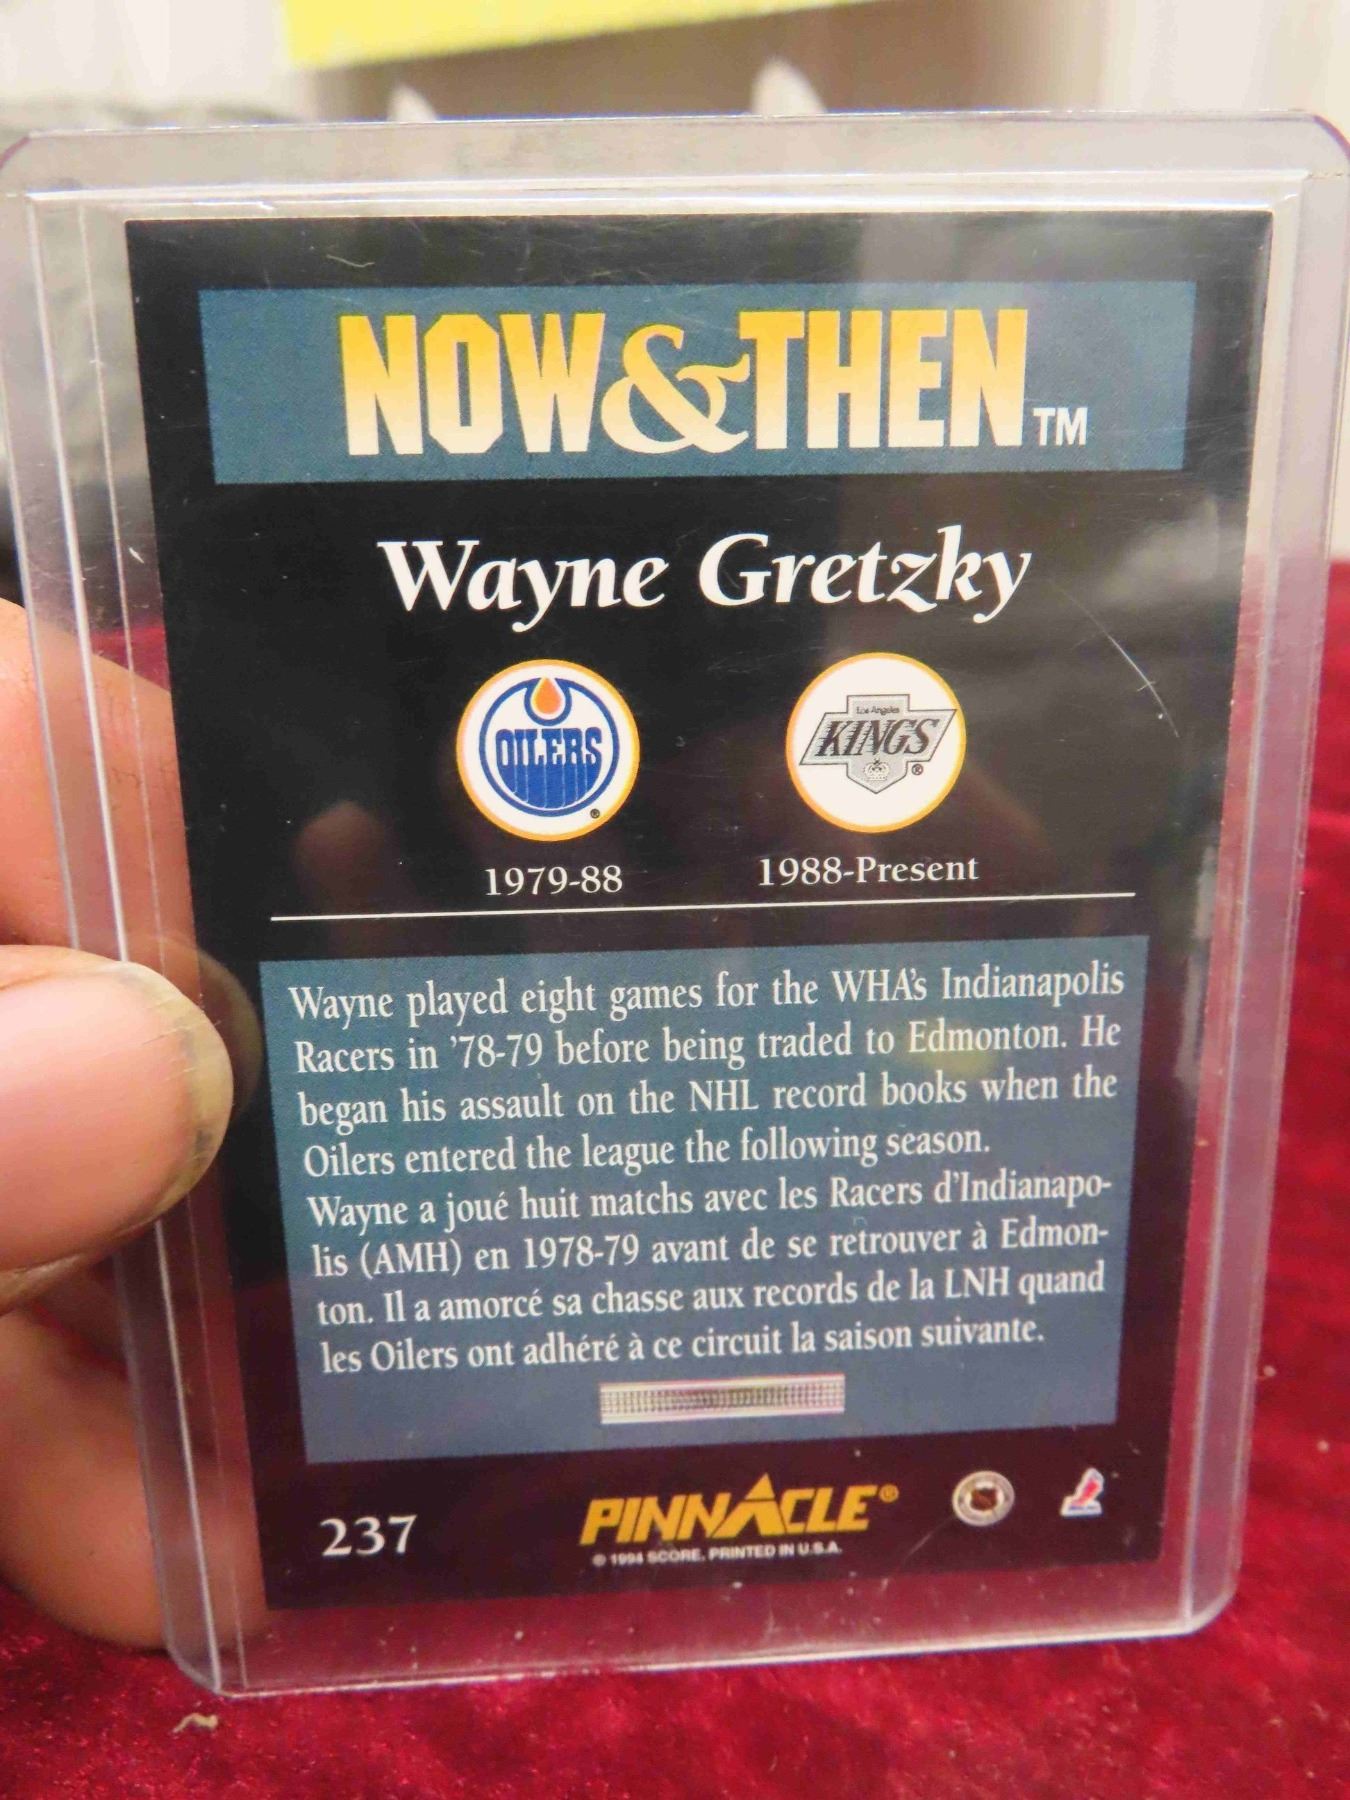 NOW&THEN™
Wayne Gretzky
OILERS ®
Los Angeles
KINGS ®
1979-88 1988-Present
Wayne played eight games for the WHA's Indianapolis
Racers in '78-79 before being traded to Edmonton. He
began his assault on the NHL record books when the
Oilers entered the league the following season.
Wayne a joué huit matchs avec les Racers d'Indianapo-
lis (AMH) en 1978-79 avant de se retrouver à Edmon-
ton. Il a amorcé sa chasse aux records de la LNH quand
les Oilers ont adhéré à ce circuit la saison suivante.
237
PINNACLE®
© 1994 SCORE, PRINTED IN U.S.A.